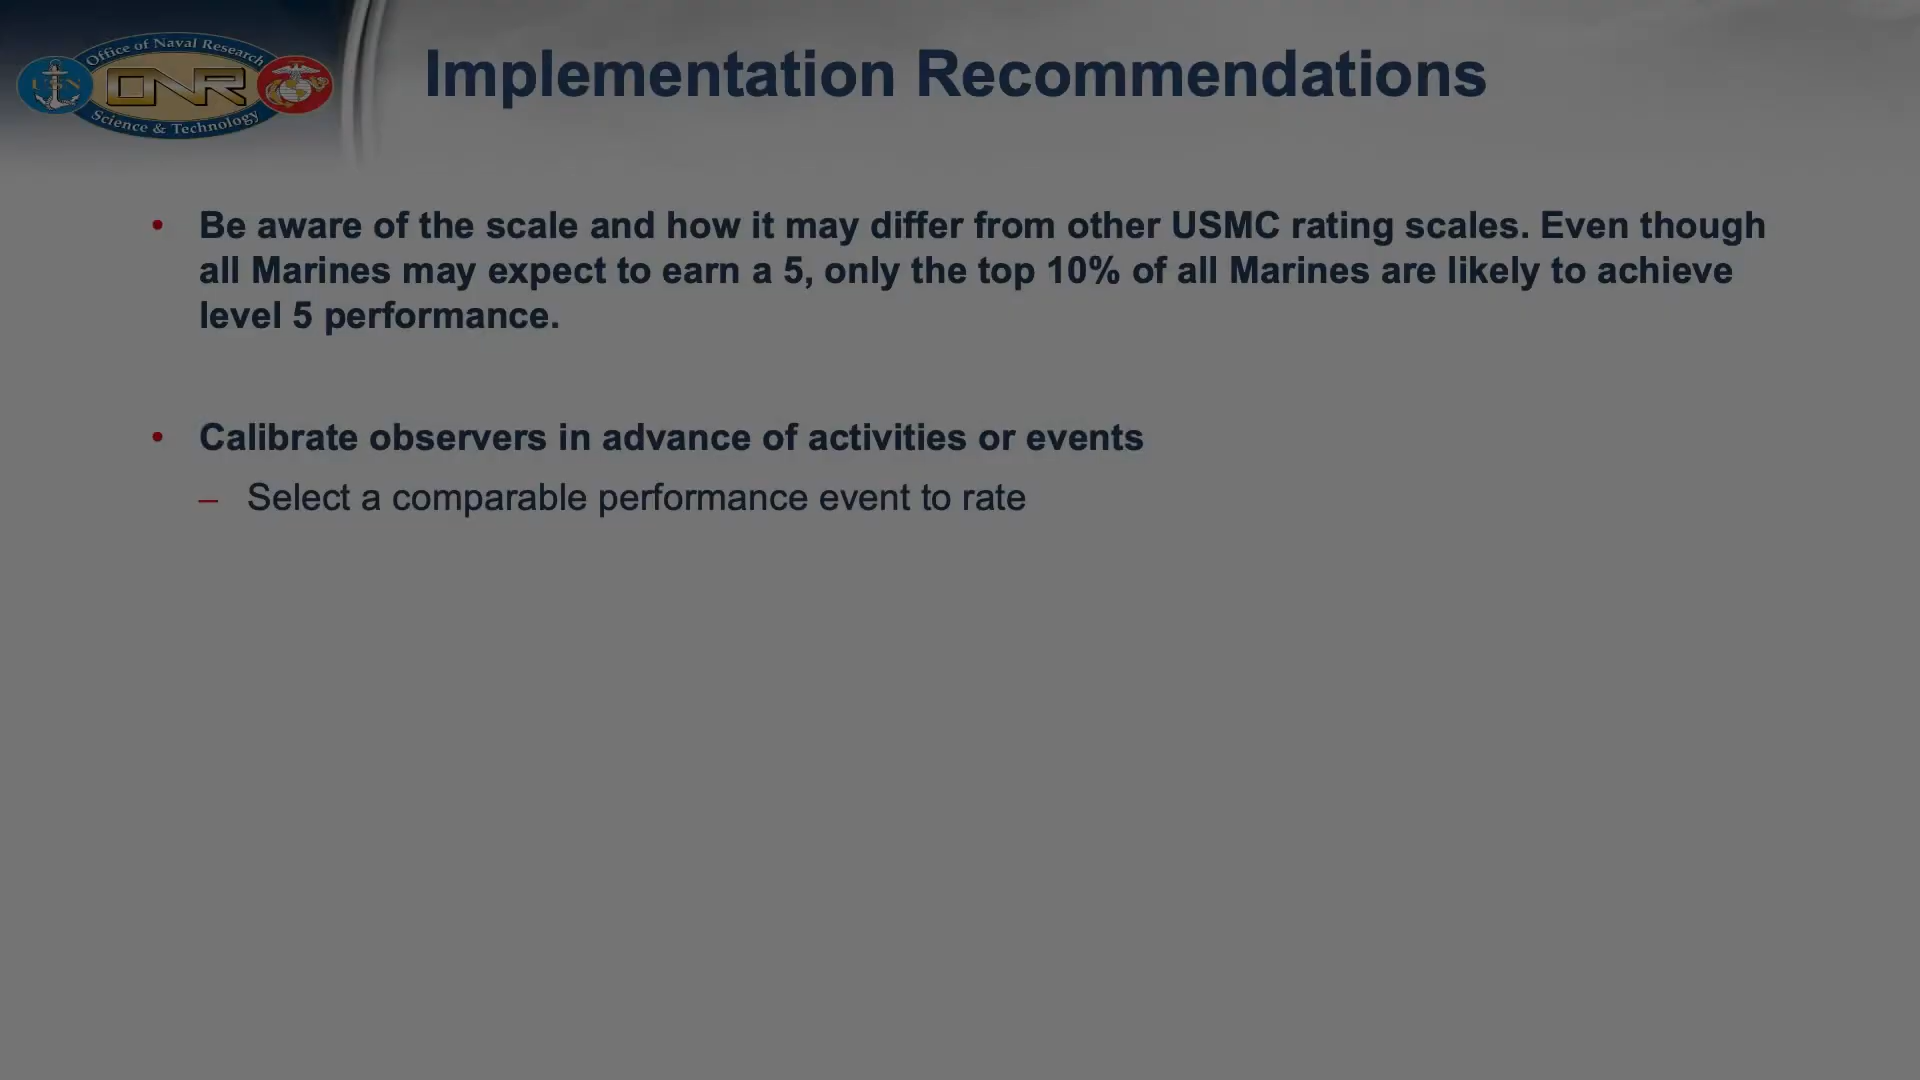 Office of Naval Research
ONR
Science & Technology
Implementation Recommendations
• Be aware of the scale and how it may differ from other USMC rating scales. Even though
all Marines may expect to earn a 5, only the top 10% of all Marines are likely to achieve
level 5 performance.
• Calibrate observers in advance of activities or events
– Select a comparable performance event to rate